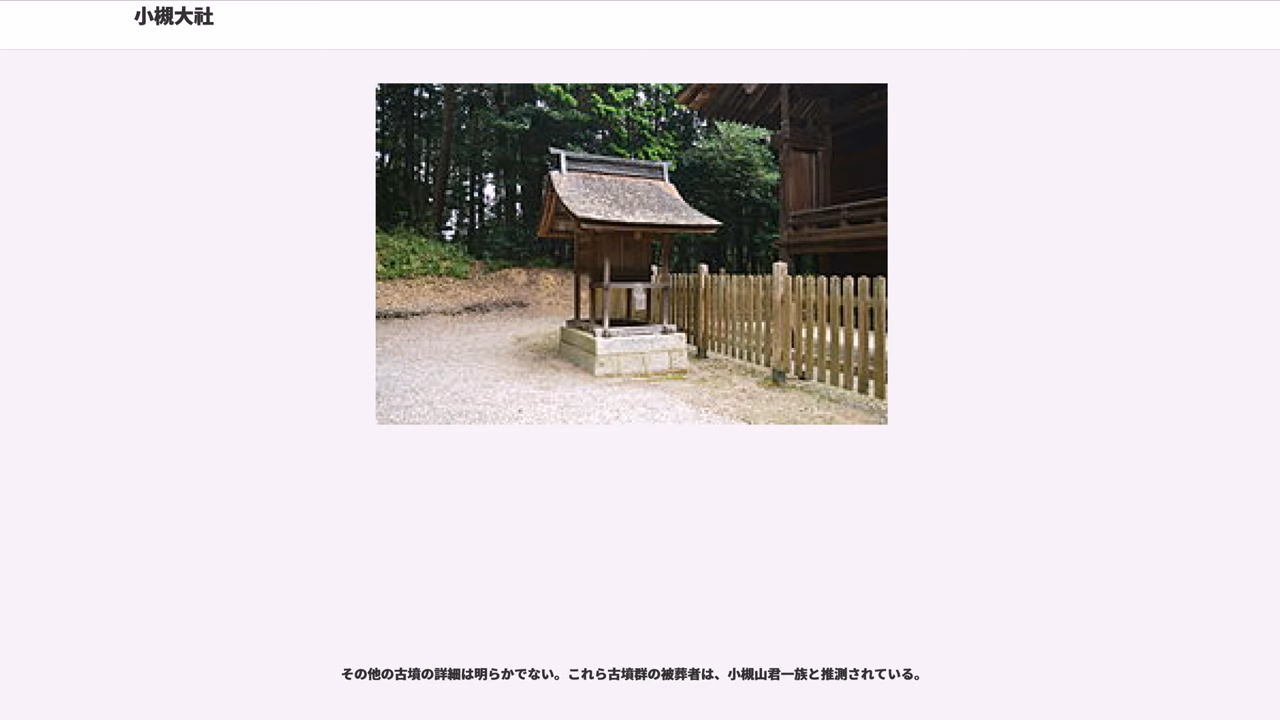 小槻大社
その他の古墳の詳細は明らかでない。これら古墳群の被葬者は、小槻山君一族と推測されている。